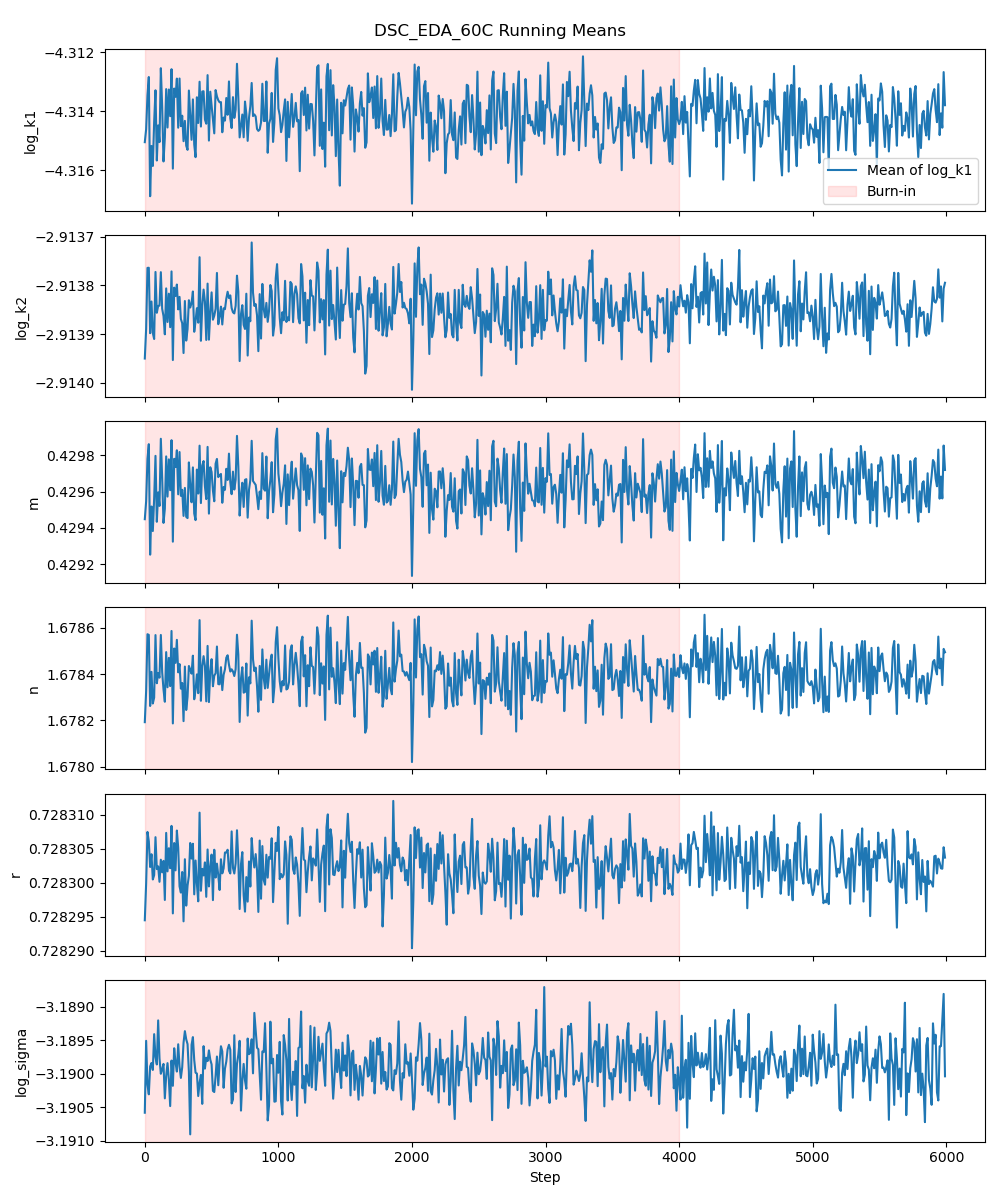 DSC_EDA_60C Running Means
−4.312
−4.314
−4.316
log_k1
Mean of log_k1
Burn-in
−2.9137
−2.9138
−2.9139
−2.9140
log_k2
0.4298
0.4296
0.4294
0.4292
m
1.6786
1.6784
1.6782
1.6780
n
0.728310
0.728305
0.728300
0.728295
0.728290
r
−3.1890
−3.1895
−3.1900
−3.1905
−3.1910
log_sigma
0 1000 2000 3000 4000 5000 6000
Step